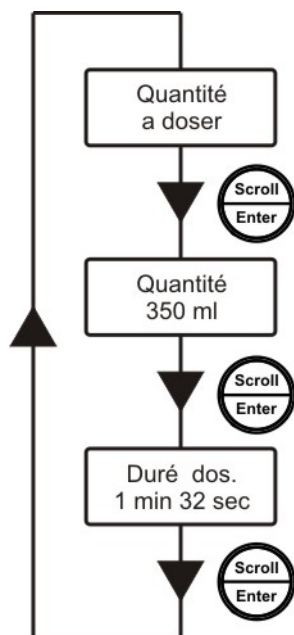 Quantité
a doser
Scroll
Enter
Quantité
350 ml
Scroll
Enter
Duré dos.
1 min 32 sec
Scroll
Enter